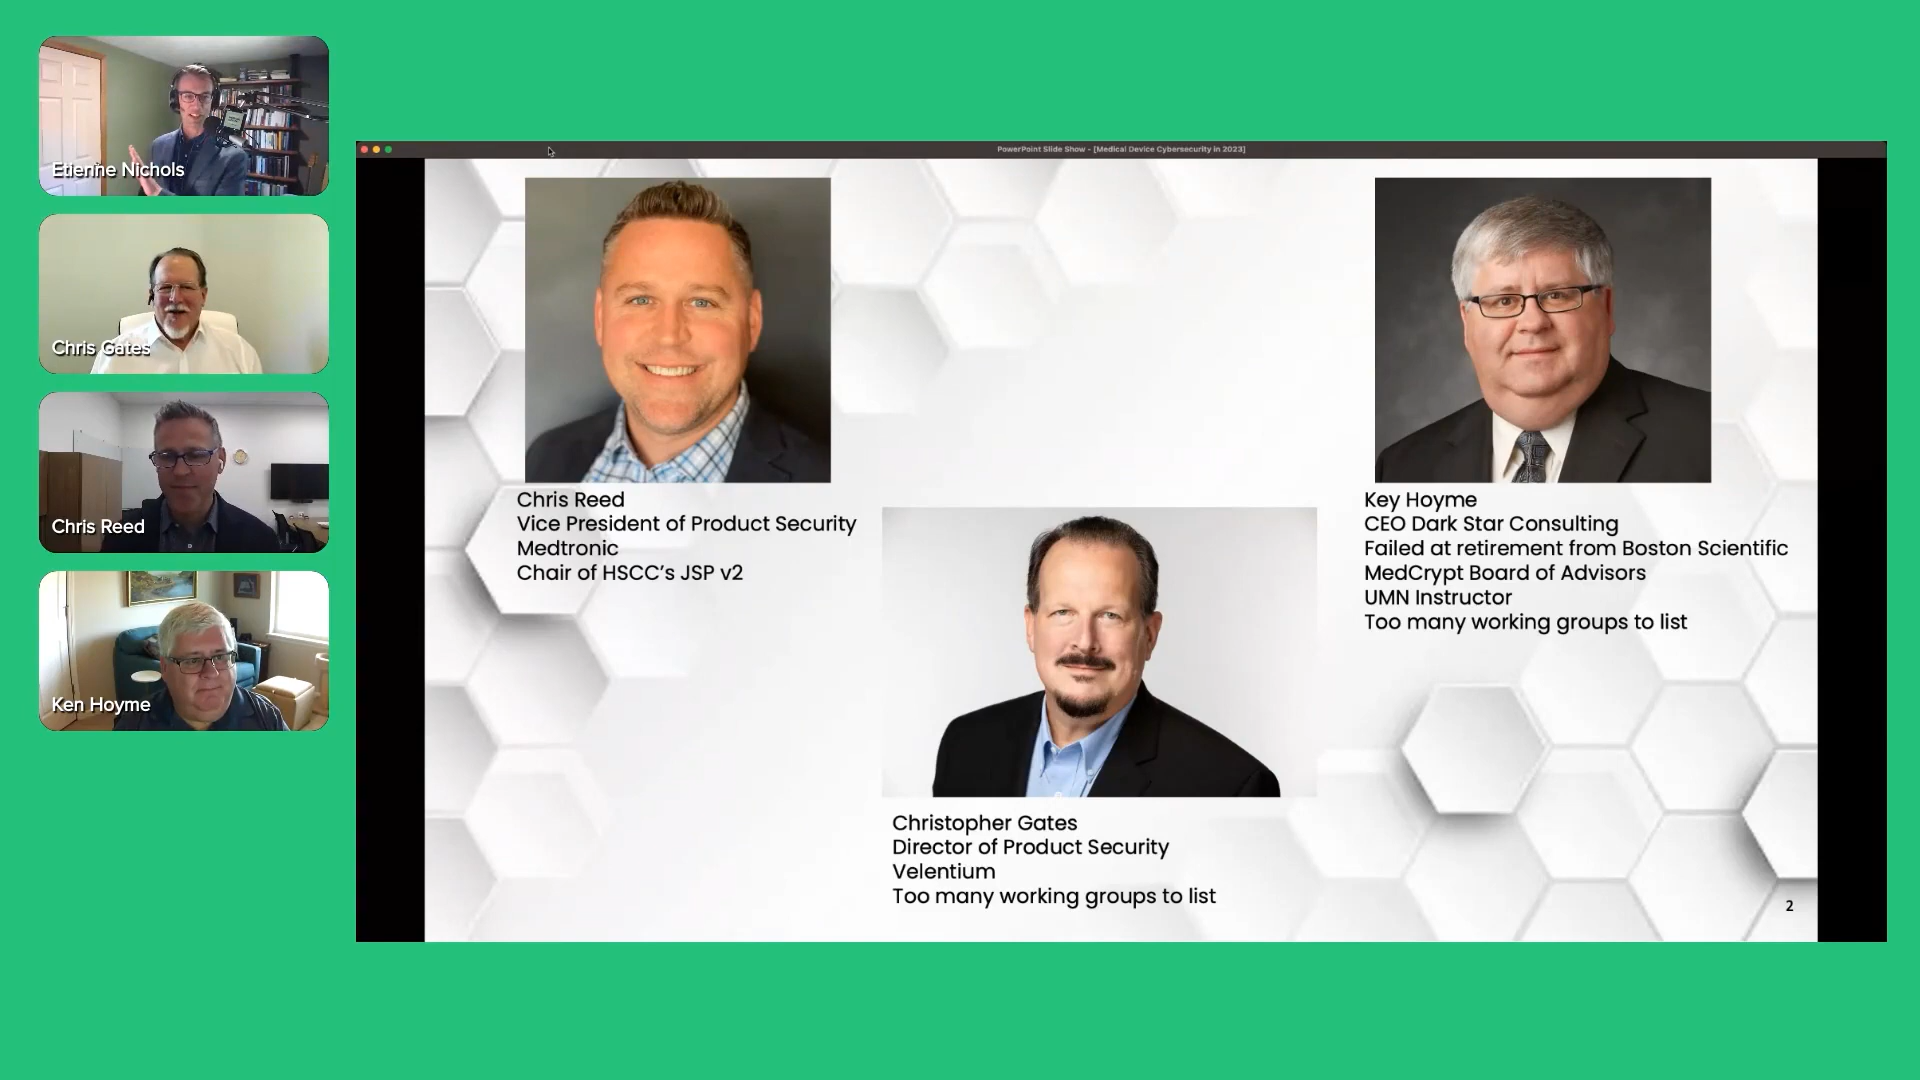 Etienne Nichols
Chris Gates
Chris Reed
Ken Hoyme
PowerPoint Slide Show - [Medical Device Cybersecurity in 2023]
Chris Reed
Vice President of Product Security
Medtronic
Chair of HSCC's JSP v2
Key Hoyme
CEO Dark Star Consulting
Failed at retirement from Boston Scientific
MedCrypt Board of Advisors
UMN Instructor
Too many working groups to list
Christopher Gates
Director of Product Security
Velentium
Too many working groups to list
2